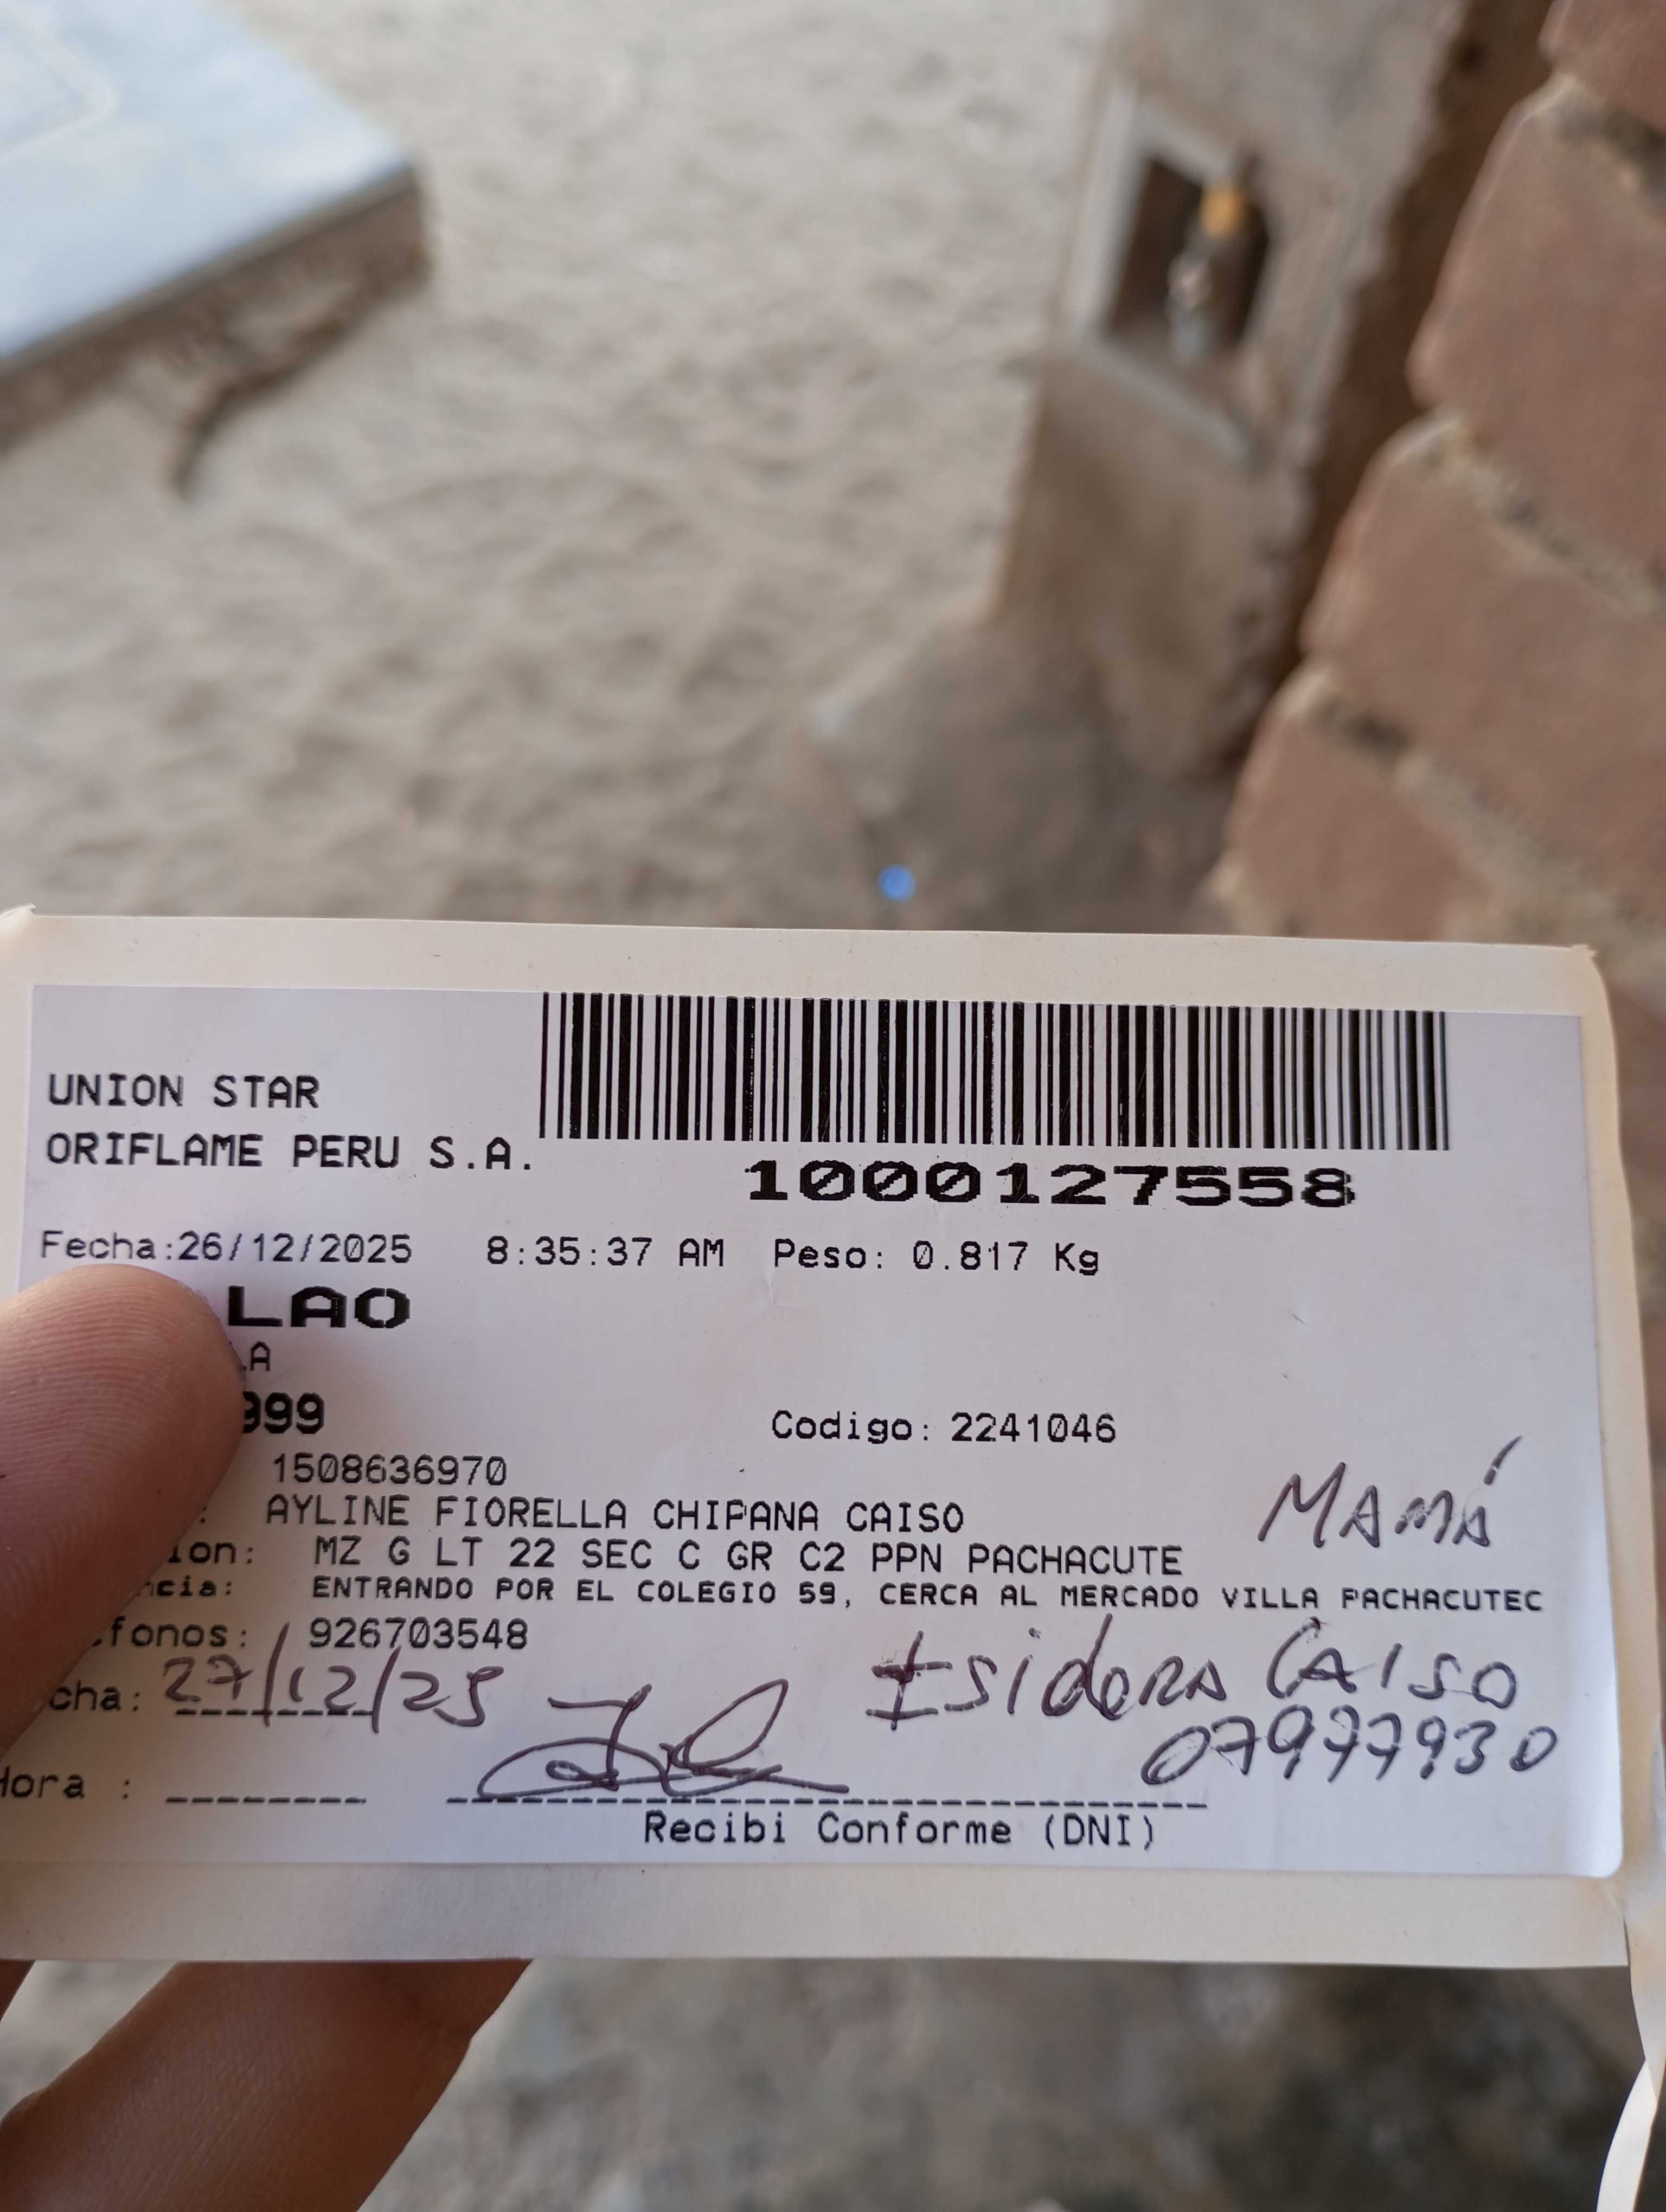 UNION STAR
ORIFLAME PERU S.A.
1000127558
Fecha:26/12/2025 8:35:37 AM Peso: 0.817 Kg
LAO
LA
999 Codigo: 2241046
1508636970
: AYLINE FIORELLA CHIPANA CAISO
MAMÁ
ion: MZ G LT 22 SEC C GR C2 PPN PACHACUTE
ncia: ENTRANDO POR EL COLEGIO 59, CERCA AL MERCADO VILLA PACHACUTEC
fonos: 926703548
cha: 27/12/25 Isidora CAISO
07977930
Hora :
Recibi Conforme (DNI)